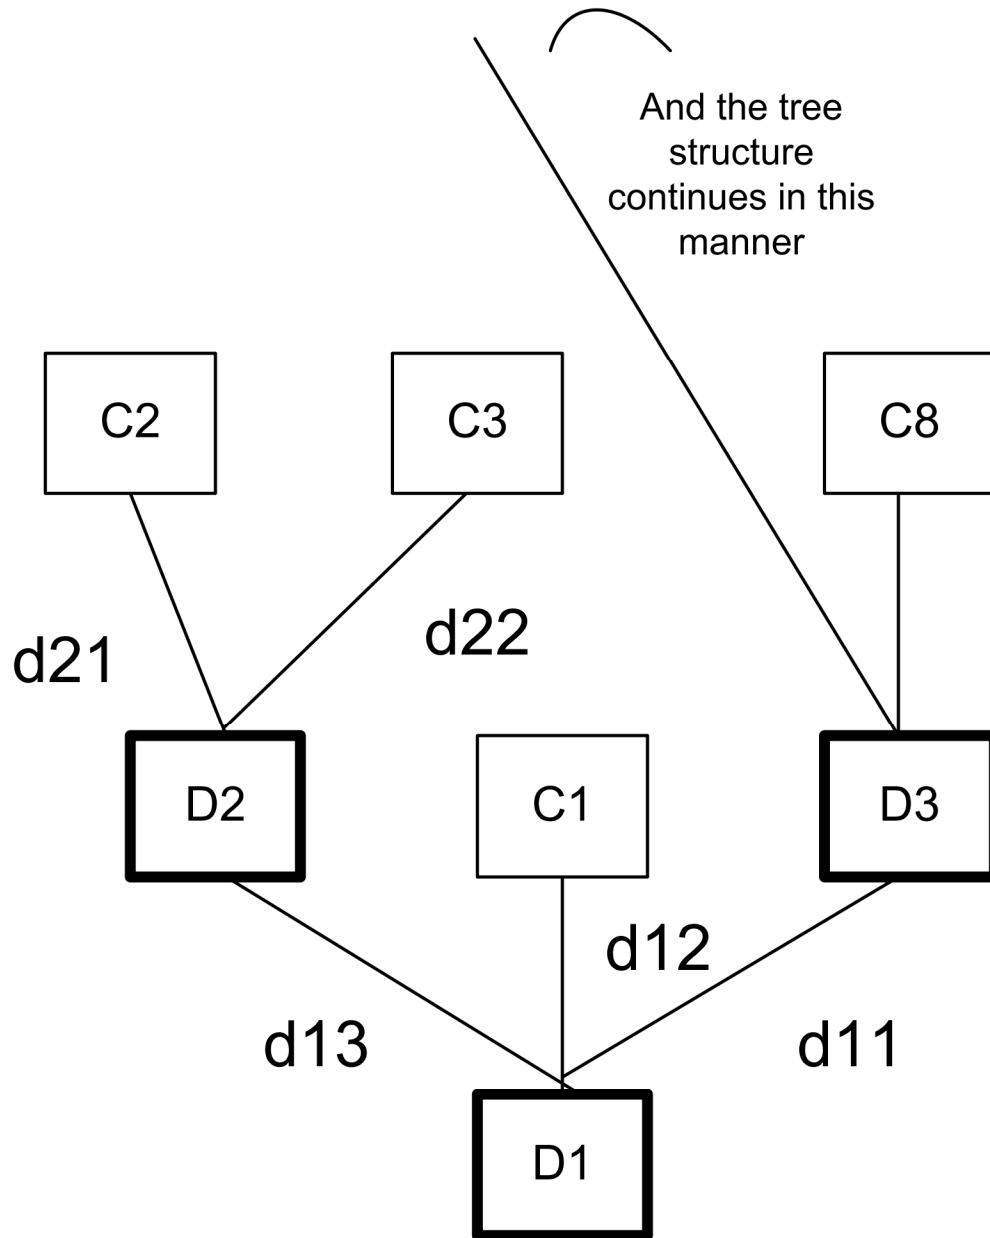 And the tree
structure
continues in this
manner
C2
C3
C8
d21
d22
D2
C1
D3
d12
d13
d11
D1